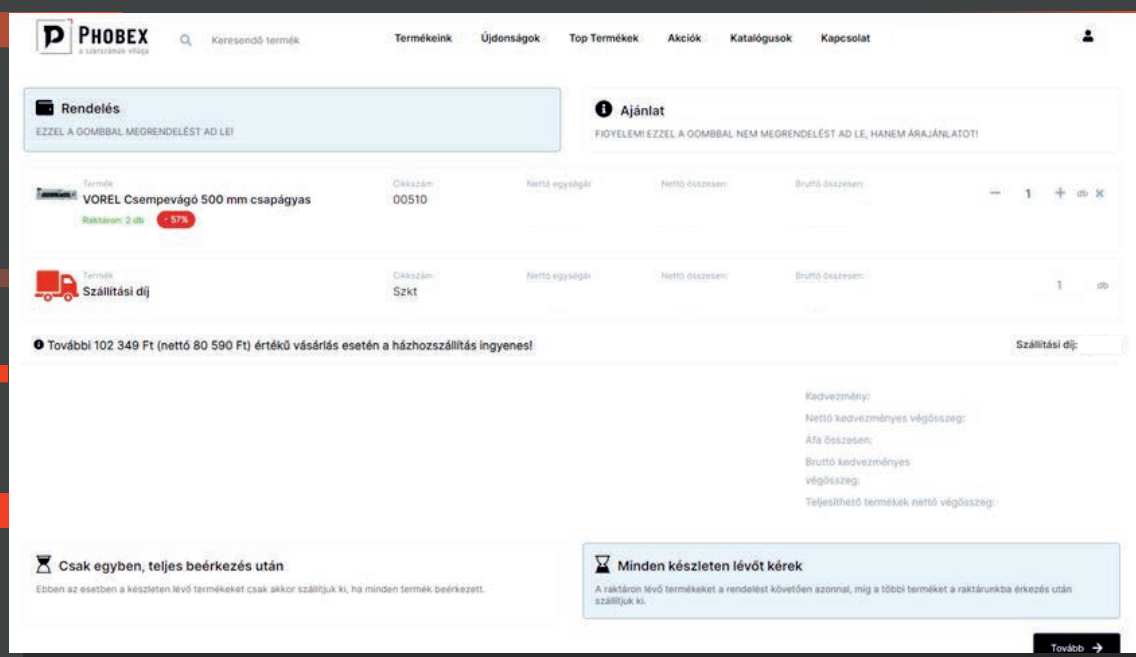 PHOBEX
a szerszámok világa
Keresendő termék
Termékeink Újdonságok Top Termékek Akciók Katalógusok Kapcsolat
Rendelés
EZZEL A GOMBBAL MEGRENDELÉST AD LE!
Ajánlat
FIGYELEM! EZZEL A GOMBBAL NEM MEGRENDELÉST AD LE, HANEM ÁRAJÁNLATOT!
Termék Cikkszám: Nettó egységár Nettó összesen: Bruttó összesen:
VOREL Csempevágó 500 mm csapágyas 00510 − 1 + db ×
Raktáron: 2 db - 57%
Termék Cikkszám: Nettó egységár Nettó összesen: Bruttó összesen:
Szállítási díj Szkt 1 db
További 102 349 Ft (nettó 80 590 Ft) értékű vásárlás esetén a házhozszállítás ingyenes! Szállítási díj:
Kedvezmény:
Nettó kedvezményes végösszeg:
Áfa összesen:
Bruttó kedvezményes
végösszeg:
Teljesíthető termékek nettó végösszeg:
Csak egyben, teljes beérkezés után
Ebben az esetben a készleten lévő termékeket csak akkor szállítjuk ki, ha minden termék beérkezett.
Minden készleten lévőt kérek
A raktáron lévő termékeket a rendelést követően azonnal, míg a többi terméket a raktárunkba érkezés után
szállítjuk ki.
Tovább →